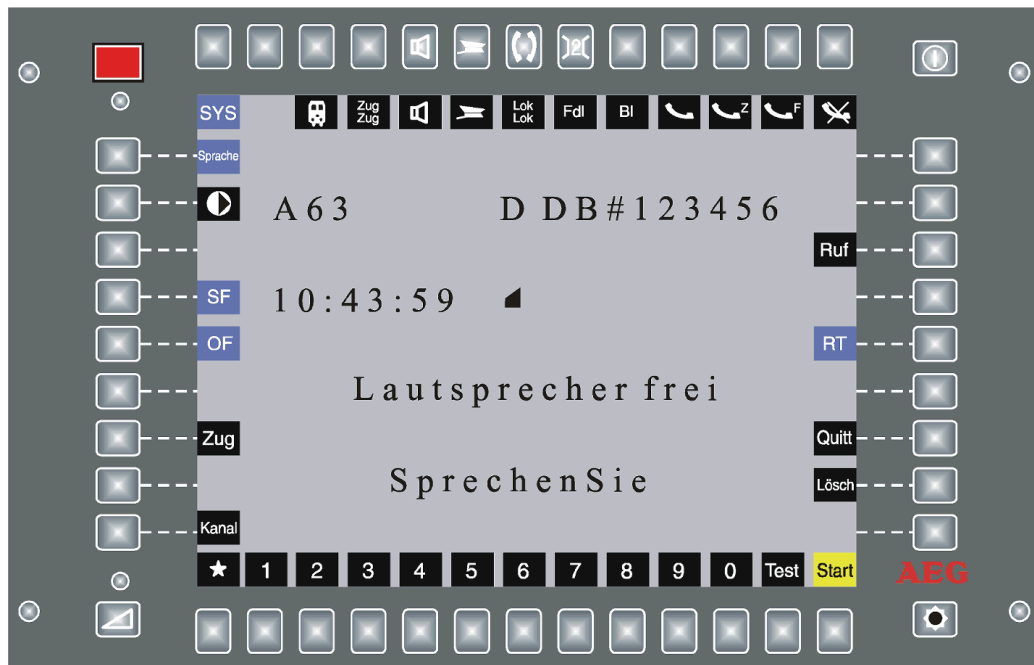 2
SYS Zug Zug Lok Lok Fdl Bl Z F
Sprache
A63 D DB#123456
Ruf
SF 10:43:59
OF RT
Lautsprecher frei
Zug Quitt
SprechenSie Lösch
Kanal
★ 1 2 3 4 5 6 7 8 9 0 Test Start
AEG